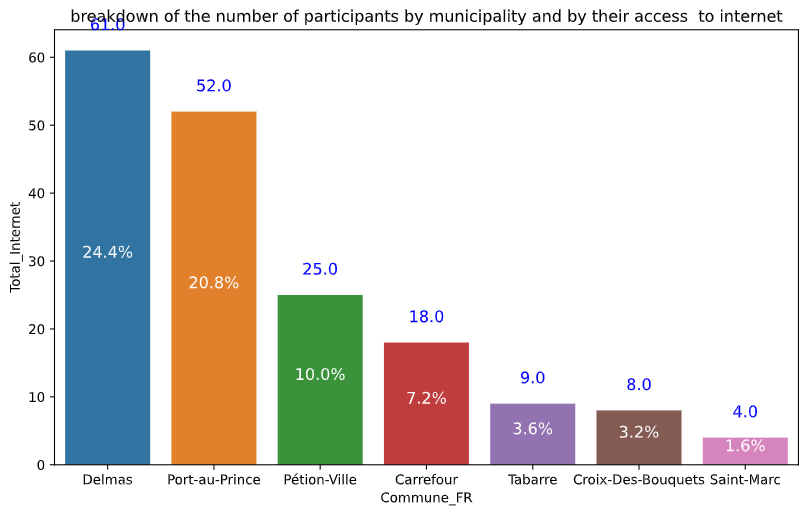 breakdown of the number of participants by municipality and by their access  to internet
61.0
60
52.0
50
40
Total_Internet
30
24.4%
20.8%
25.0
20
18.0
10.0%
10
7.2%
9.0
3.6%
8.0
3.2%
4.0
1.6%
0
Delmas
Port-au-Prince
Pétion-Ville
Carrefour
Tabarre
Croix-Des-Bouquets
Saint-Marc
Commune_FR